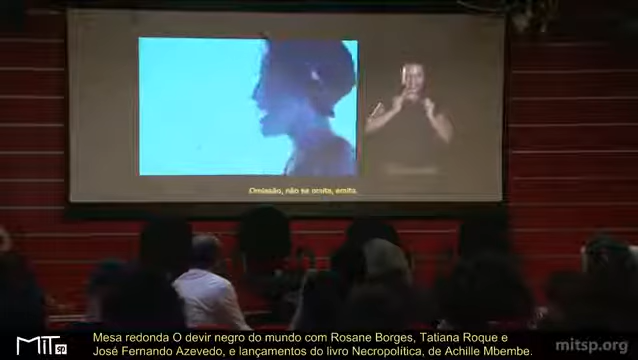 Omissão, não se omita, emita.
MIT sp
Mesa redonda O devir negro do mundo com Rosane Borges, Tatiana Roque e
José Fernando Azevedo, e lançamentos do livro Necropolítica, de Achille Mbembe.
mitsp.org